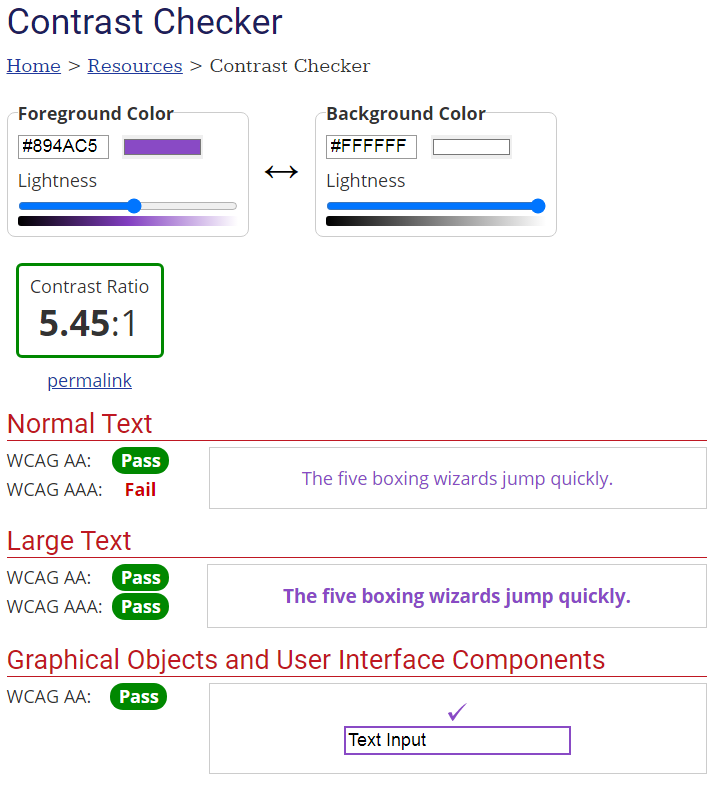 Contrast Checker
Home > Resources > Contrast Checker
Foreground Color
#894AC5
Lightness
Background Color
#FFFFFF
Lightness
Contrast Ratio
5.45:1
permalink
Normal Text
WCAG AA: Pass
WCAG AAA: Fail
The five boxing wizards jump quickly.
Large Text
WCAG AA: Pass
WCAG AAA: Pass
The five boxing wizards jump quickly.
Graphical Objects and User Interface Components
WCAG AA: Pass
✓
Text Input